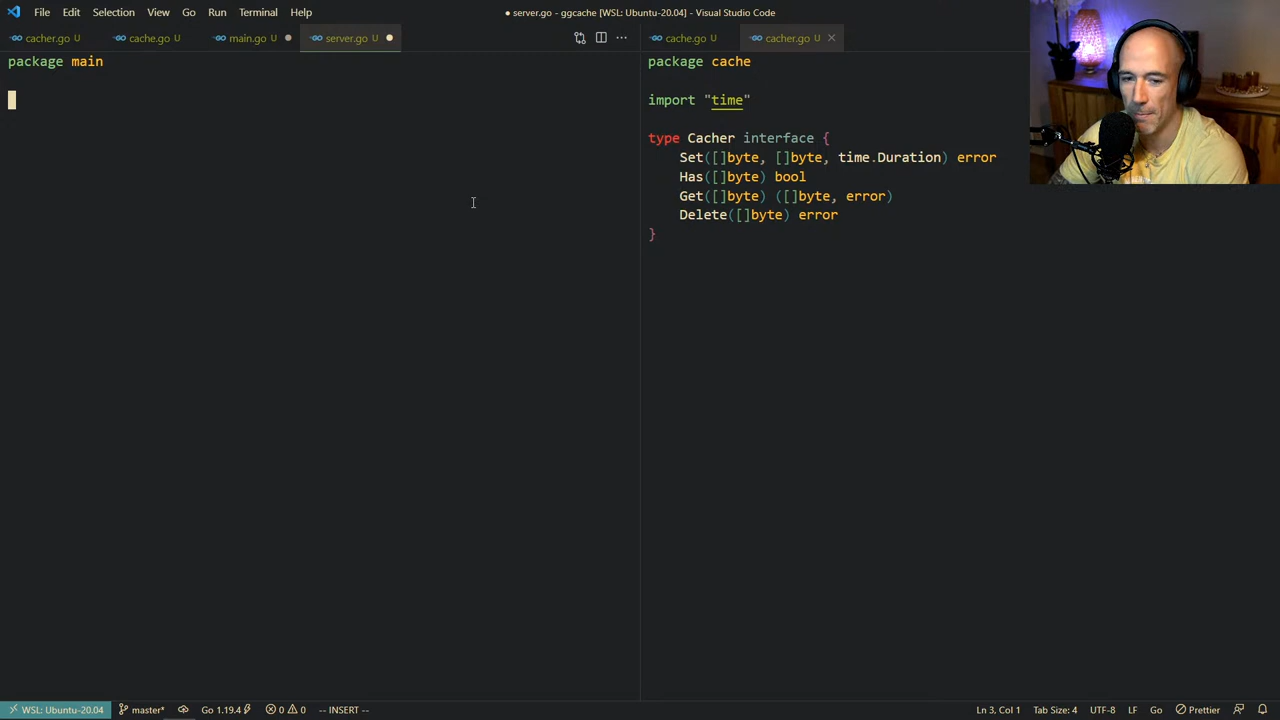 File Edit Selection View Go Run Terminal Help
● server.go - ggcache [WSL: Ubuntu-20.04] - Visual Studio Code
cacher.go U cache.go U main.go U ● server.go U ●
cache.go U cacher.go U
package main
package cache
import "time"
type Cacher interface {
Set([]byte, []byte, time.Duration) error
Has([]byte) bool
Get([]byte) ([]byte, error)
Delete([]byte) error
}
WSL: Ubuntu-20.04 master* Go 1.19.4 0 0 -- INSERT -- Ln 3, Col 1 Tab Size: 4 UTF-8 LF Go Prettier